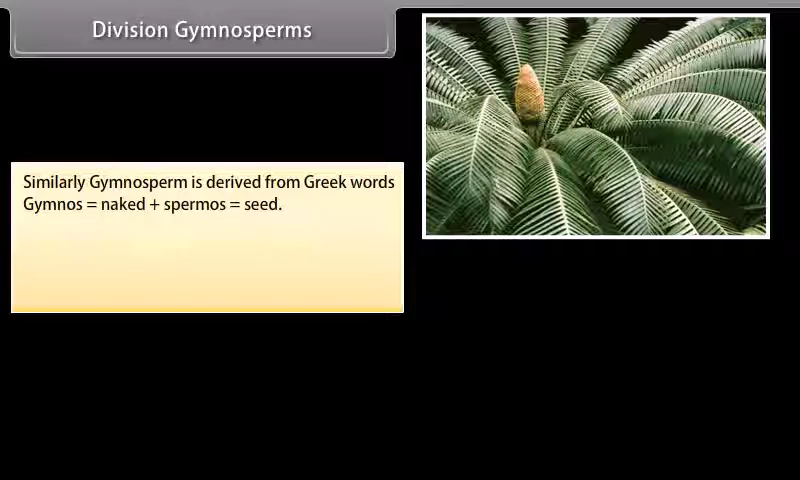 Division Gymnosperms
Similarly Gymnosperm is derived from Greek words
Gymnos = naked + spermos = seed.